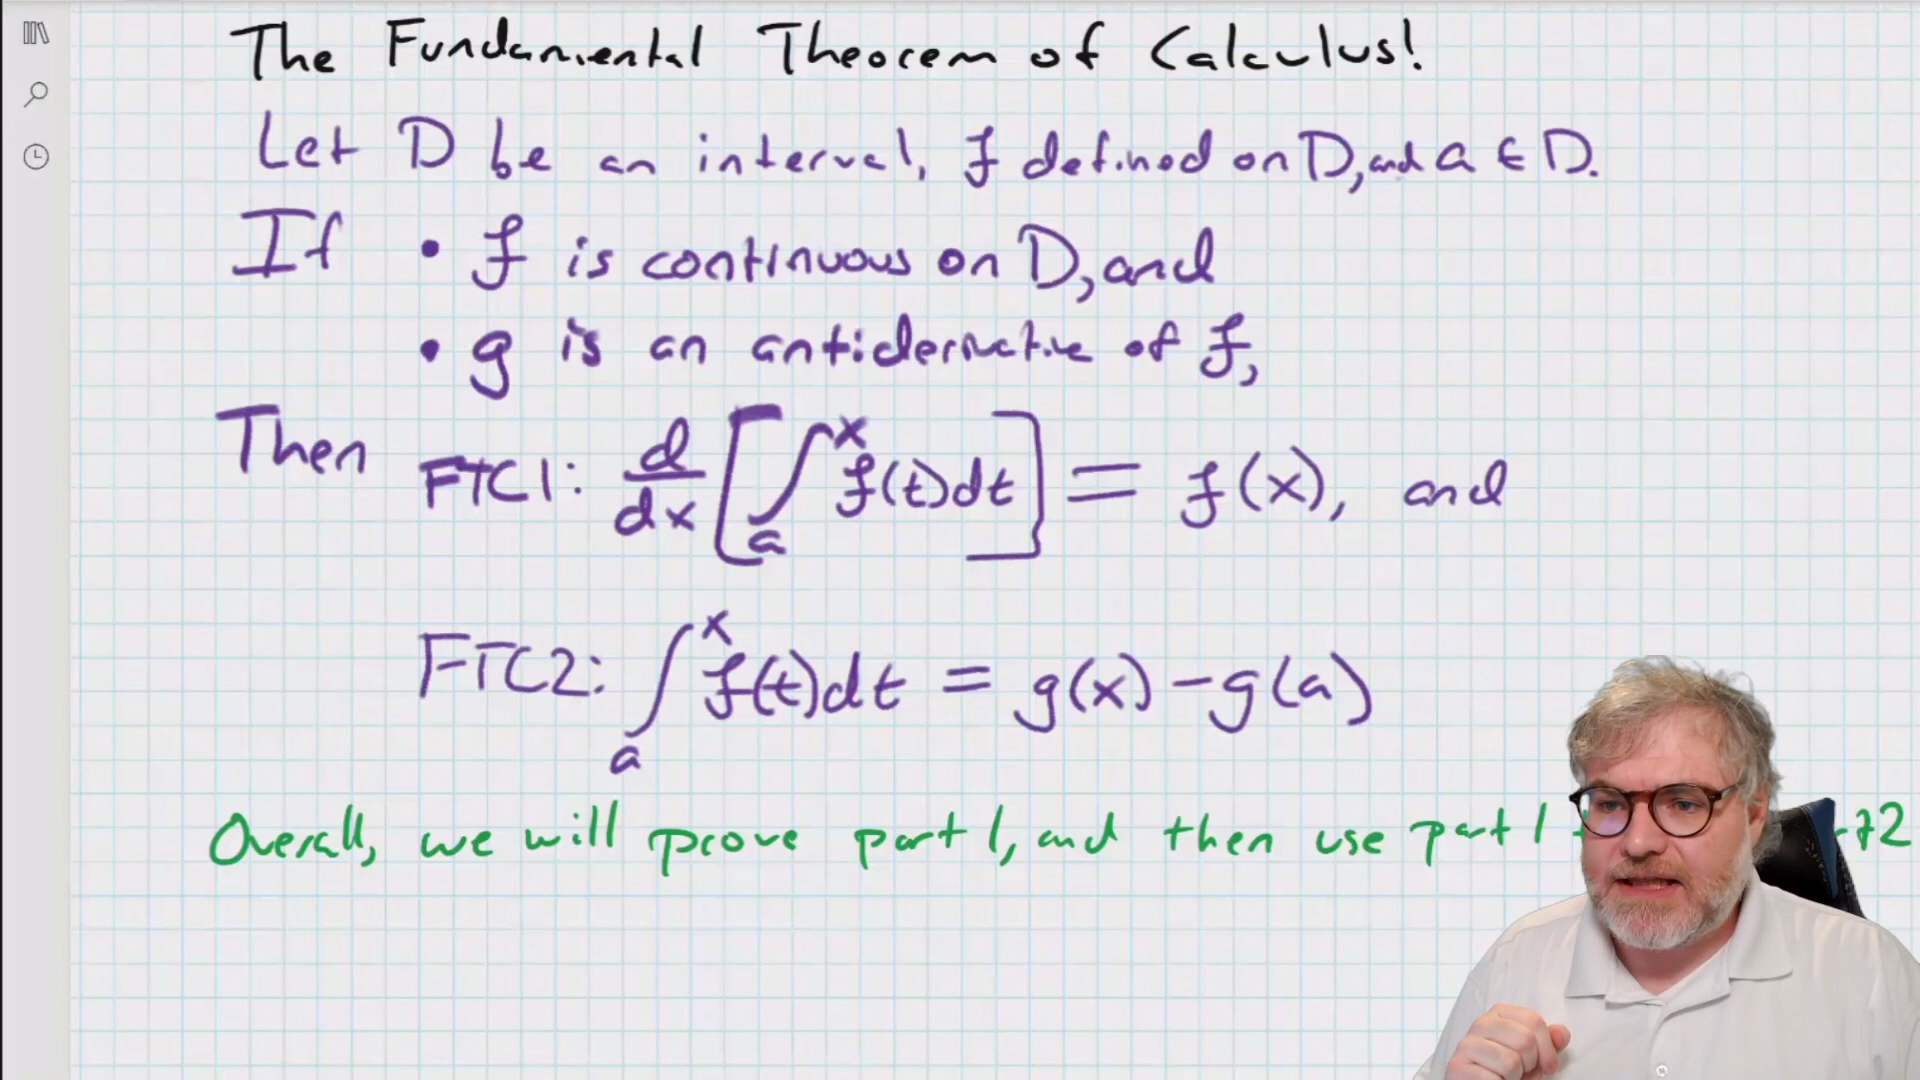 The Fundamental Theorem of Calculus!
Let D be an interval, f defined on D, and a ∈ D.
If • f is continuous on D, and
• g is an antiderivative of f,
Then FTC1: d/dx [∫_a^x f(t)dt] = f(x), and
FTC2: ∫_a^x f(t)dt = g(x) - g(a)
Overall, we will prove part 1, and then use part 1